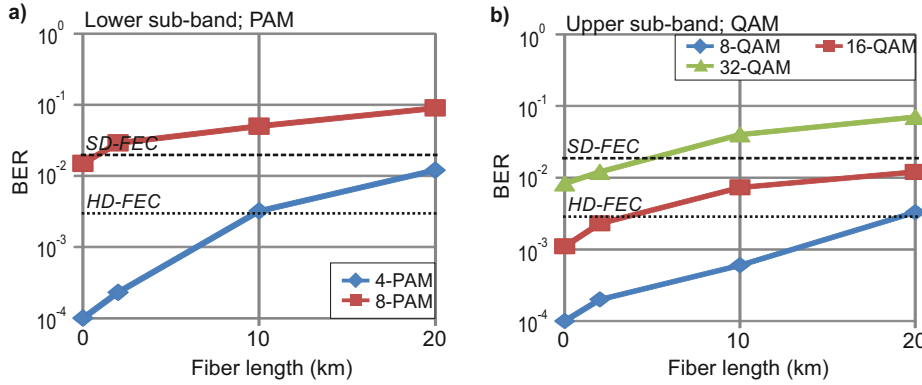 a)
Lower sub-band; PAM
10^0
10^-1
10^-2
10^-3
10^-4
BER
SD-FEC
HD-FEC
4-PAM
8-PAM
0
10
20
Fiber length (km)
b)
Upper sub-band; QAM
8-QAM
16-QAM
32-QAM
10^0
10^-1
10^-2
10^-3
10^-4
BER
SD-FEC
HD-FEC
0
10
20
Fiber length (km)